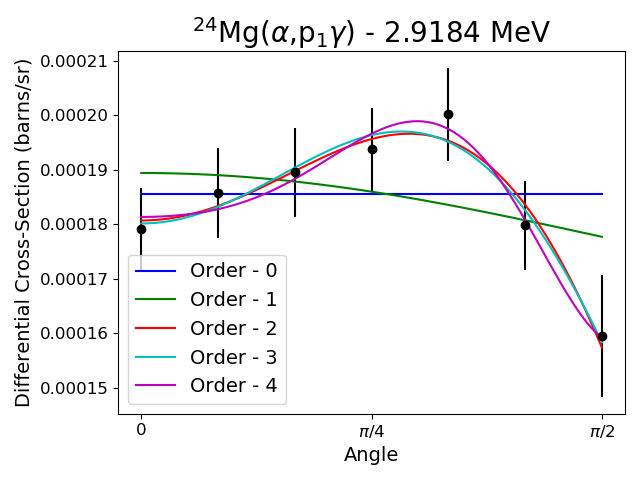 ²⁴Mg(α,p₁γ) - 2.9184 MeV
Differential Cross-Section (barns/sr)
0.00021
0.00020
0.00019
0.00018
0.00017
0.00016
0.00015
Order - 0
Order - 1
Order - 2
Order - 3
Order - 4
0
π/4
π/2
Angle